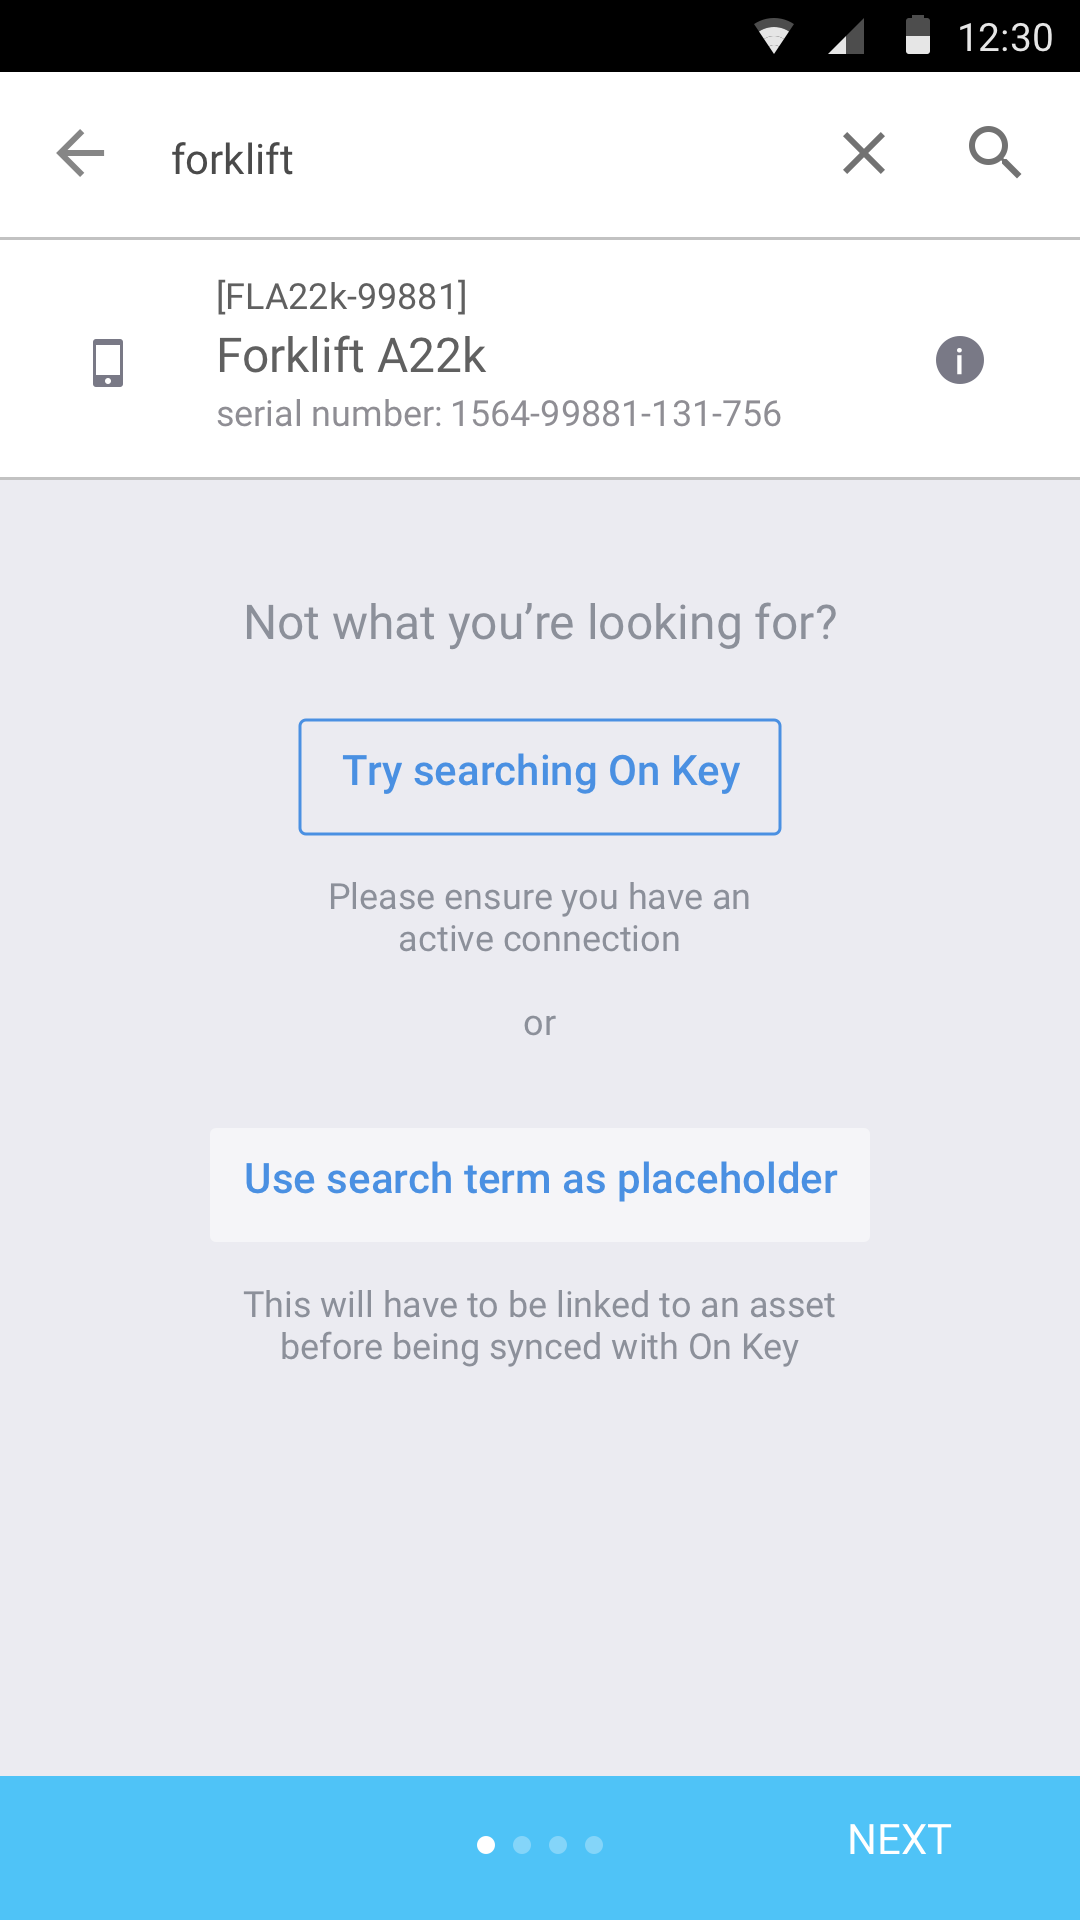 12:30
forklift
[FLA22k-99881]
Forklift A22k
serial number: 1564-99881-131-756
Not what you’re looking for?
Try searching On Key
Please ensure you have an
active connection
or
Use search term as placeholder
This will have to be linked to an asset
before being synced with On Key
NEXT